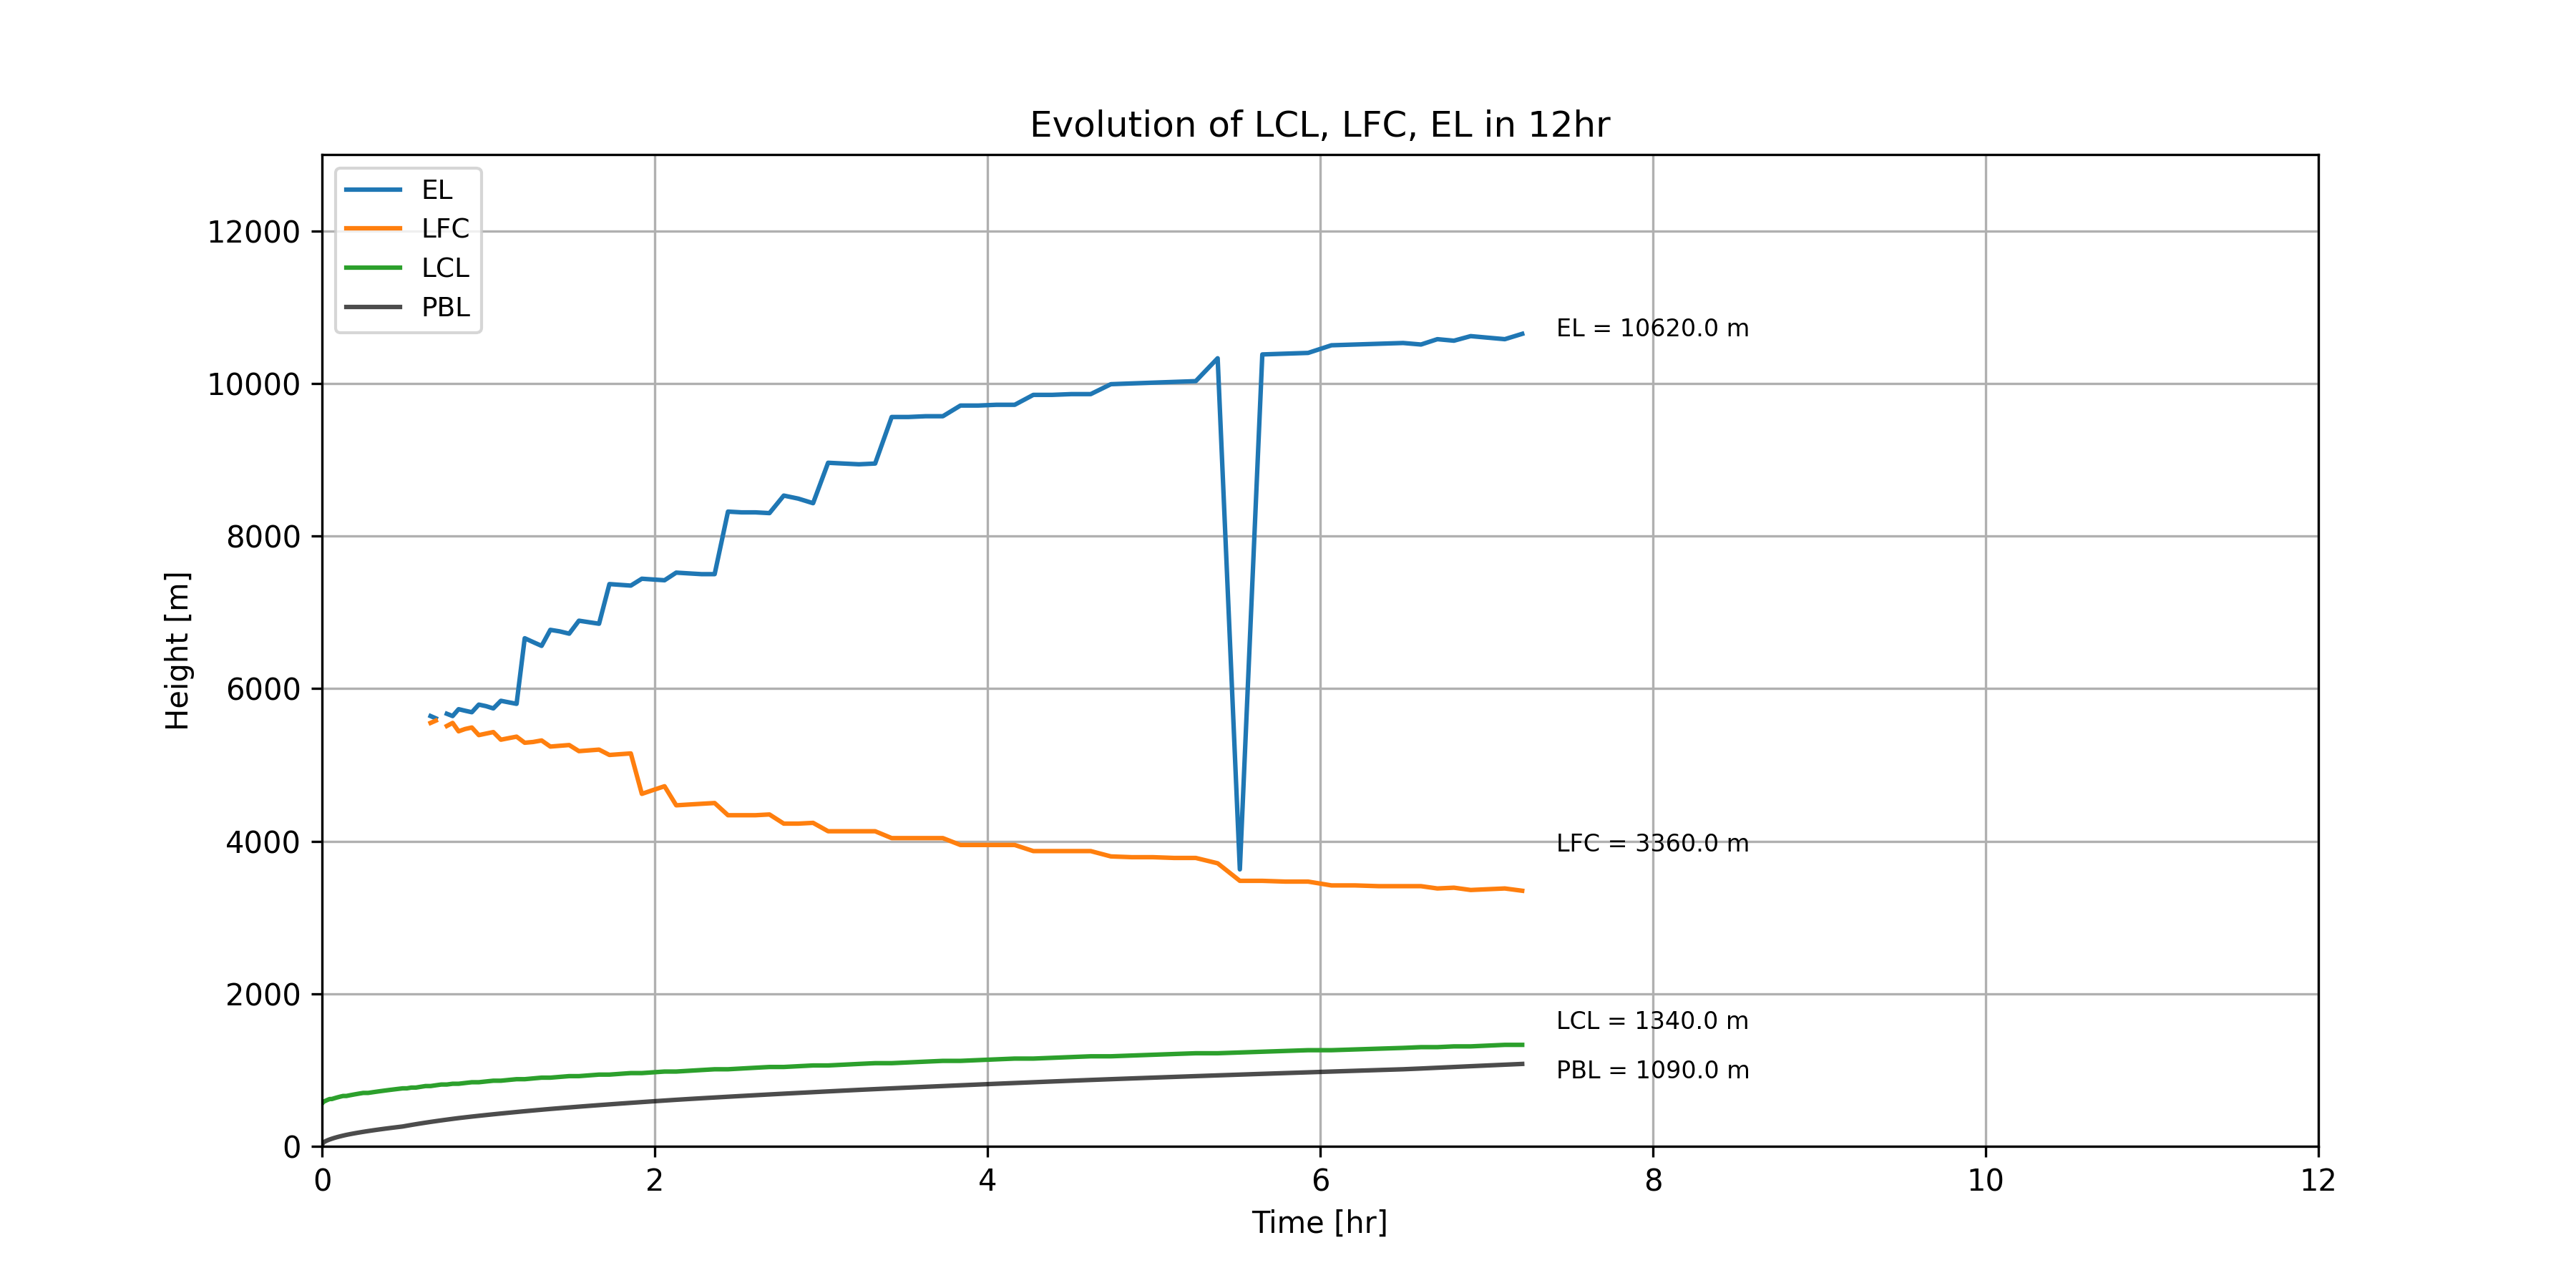 Evolution of LCL, LFC, EL in 12hr
EL
LFC
LCL
PBL
12000
10000
8000
6000
4000
2000
0
Height [m]
EL = 10620.0 m
LFC = 3360.0 m
LCL = 1340.0 m
PBL = 1090.0 m
0 2 4 6 8 10 12
Time [hr]